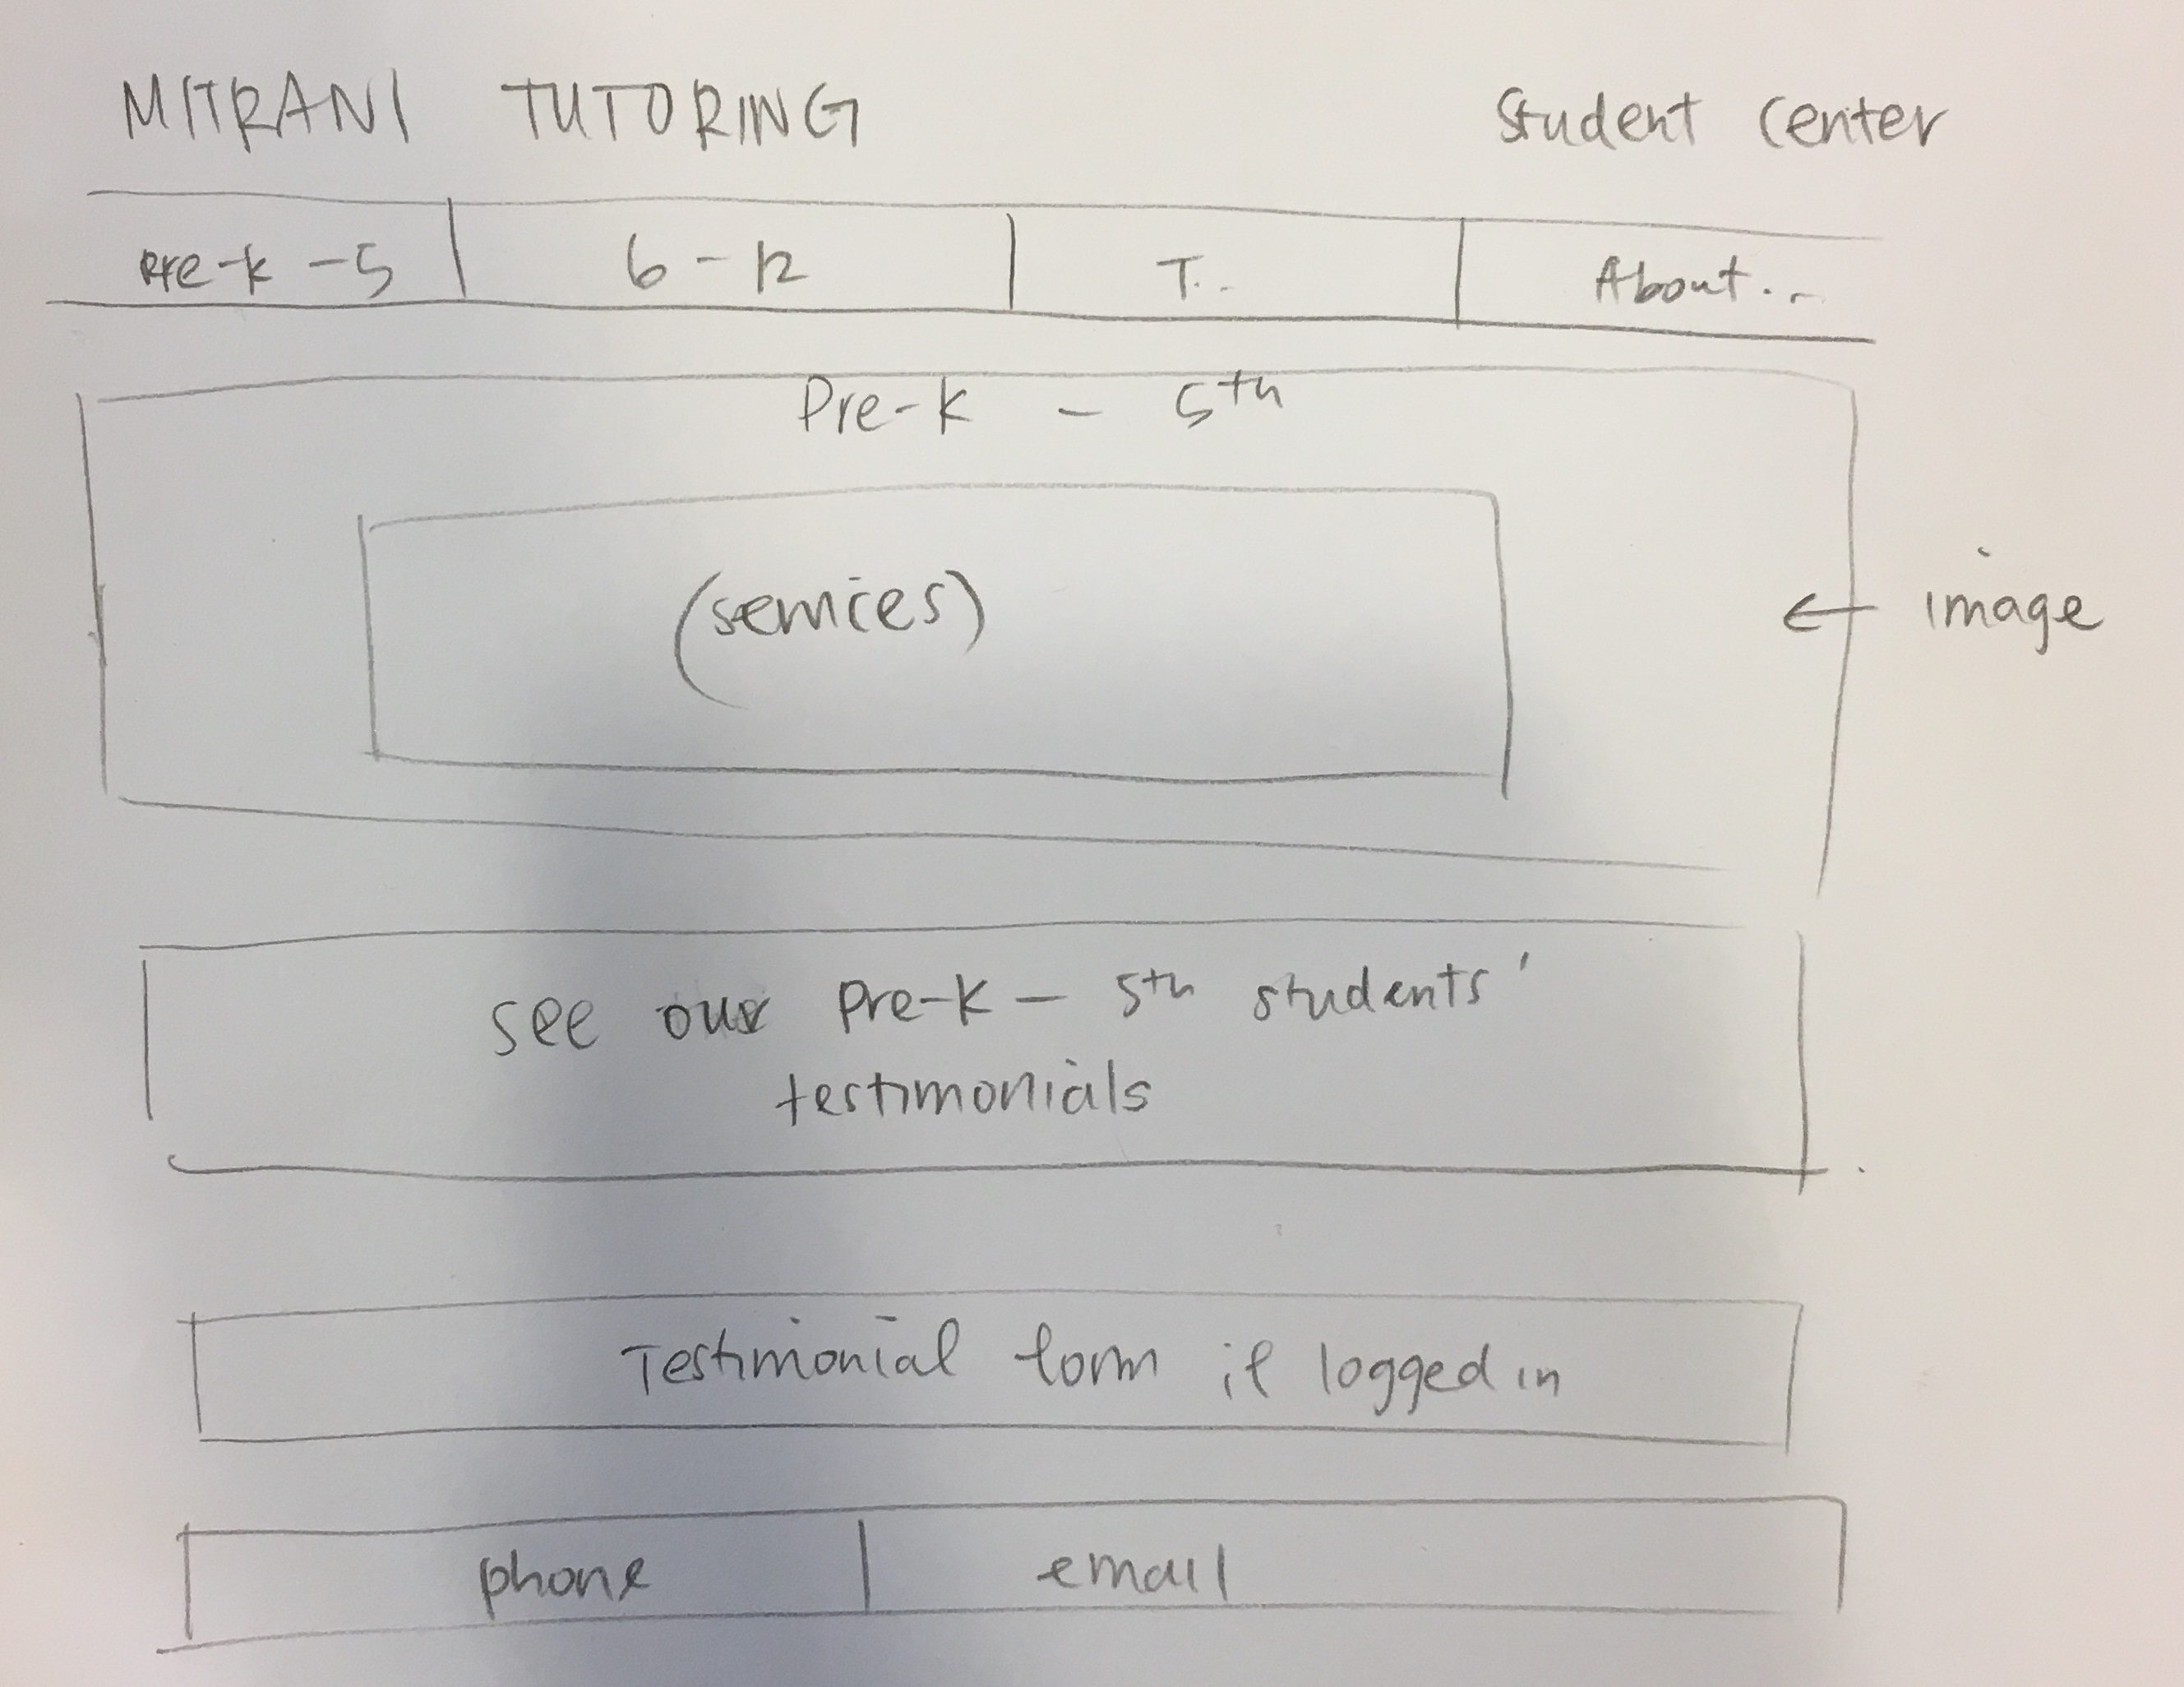 MITRANI TUTORING Student Center
Pre-k - 5 6 - 12 T.. About...
Pre-k - 5th
(services)
← image
see our Pre-K - 5th students'
testimonials
Testimonial form if logged in
phone email